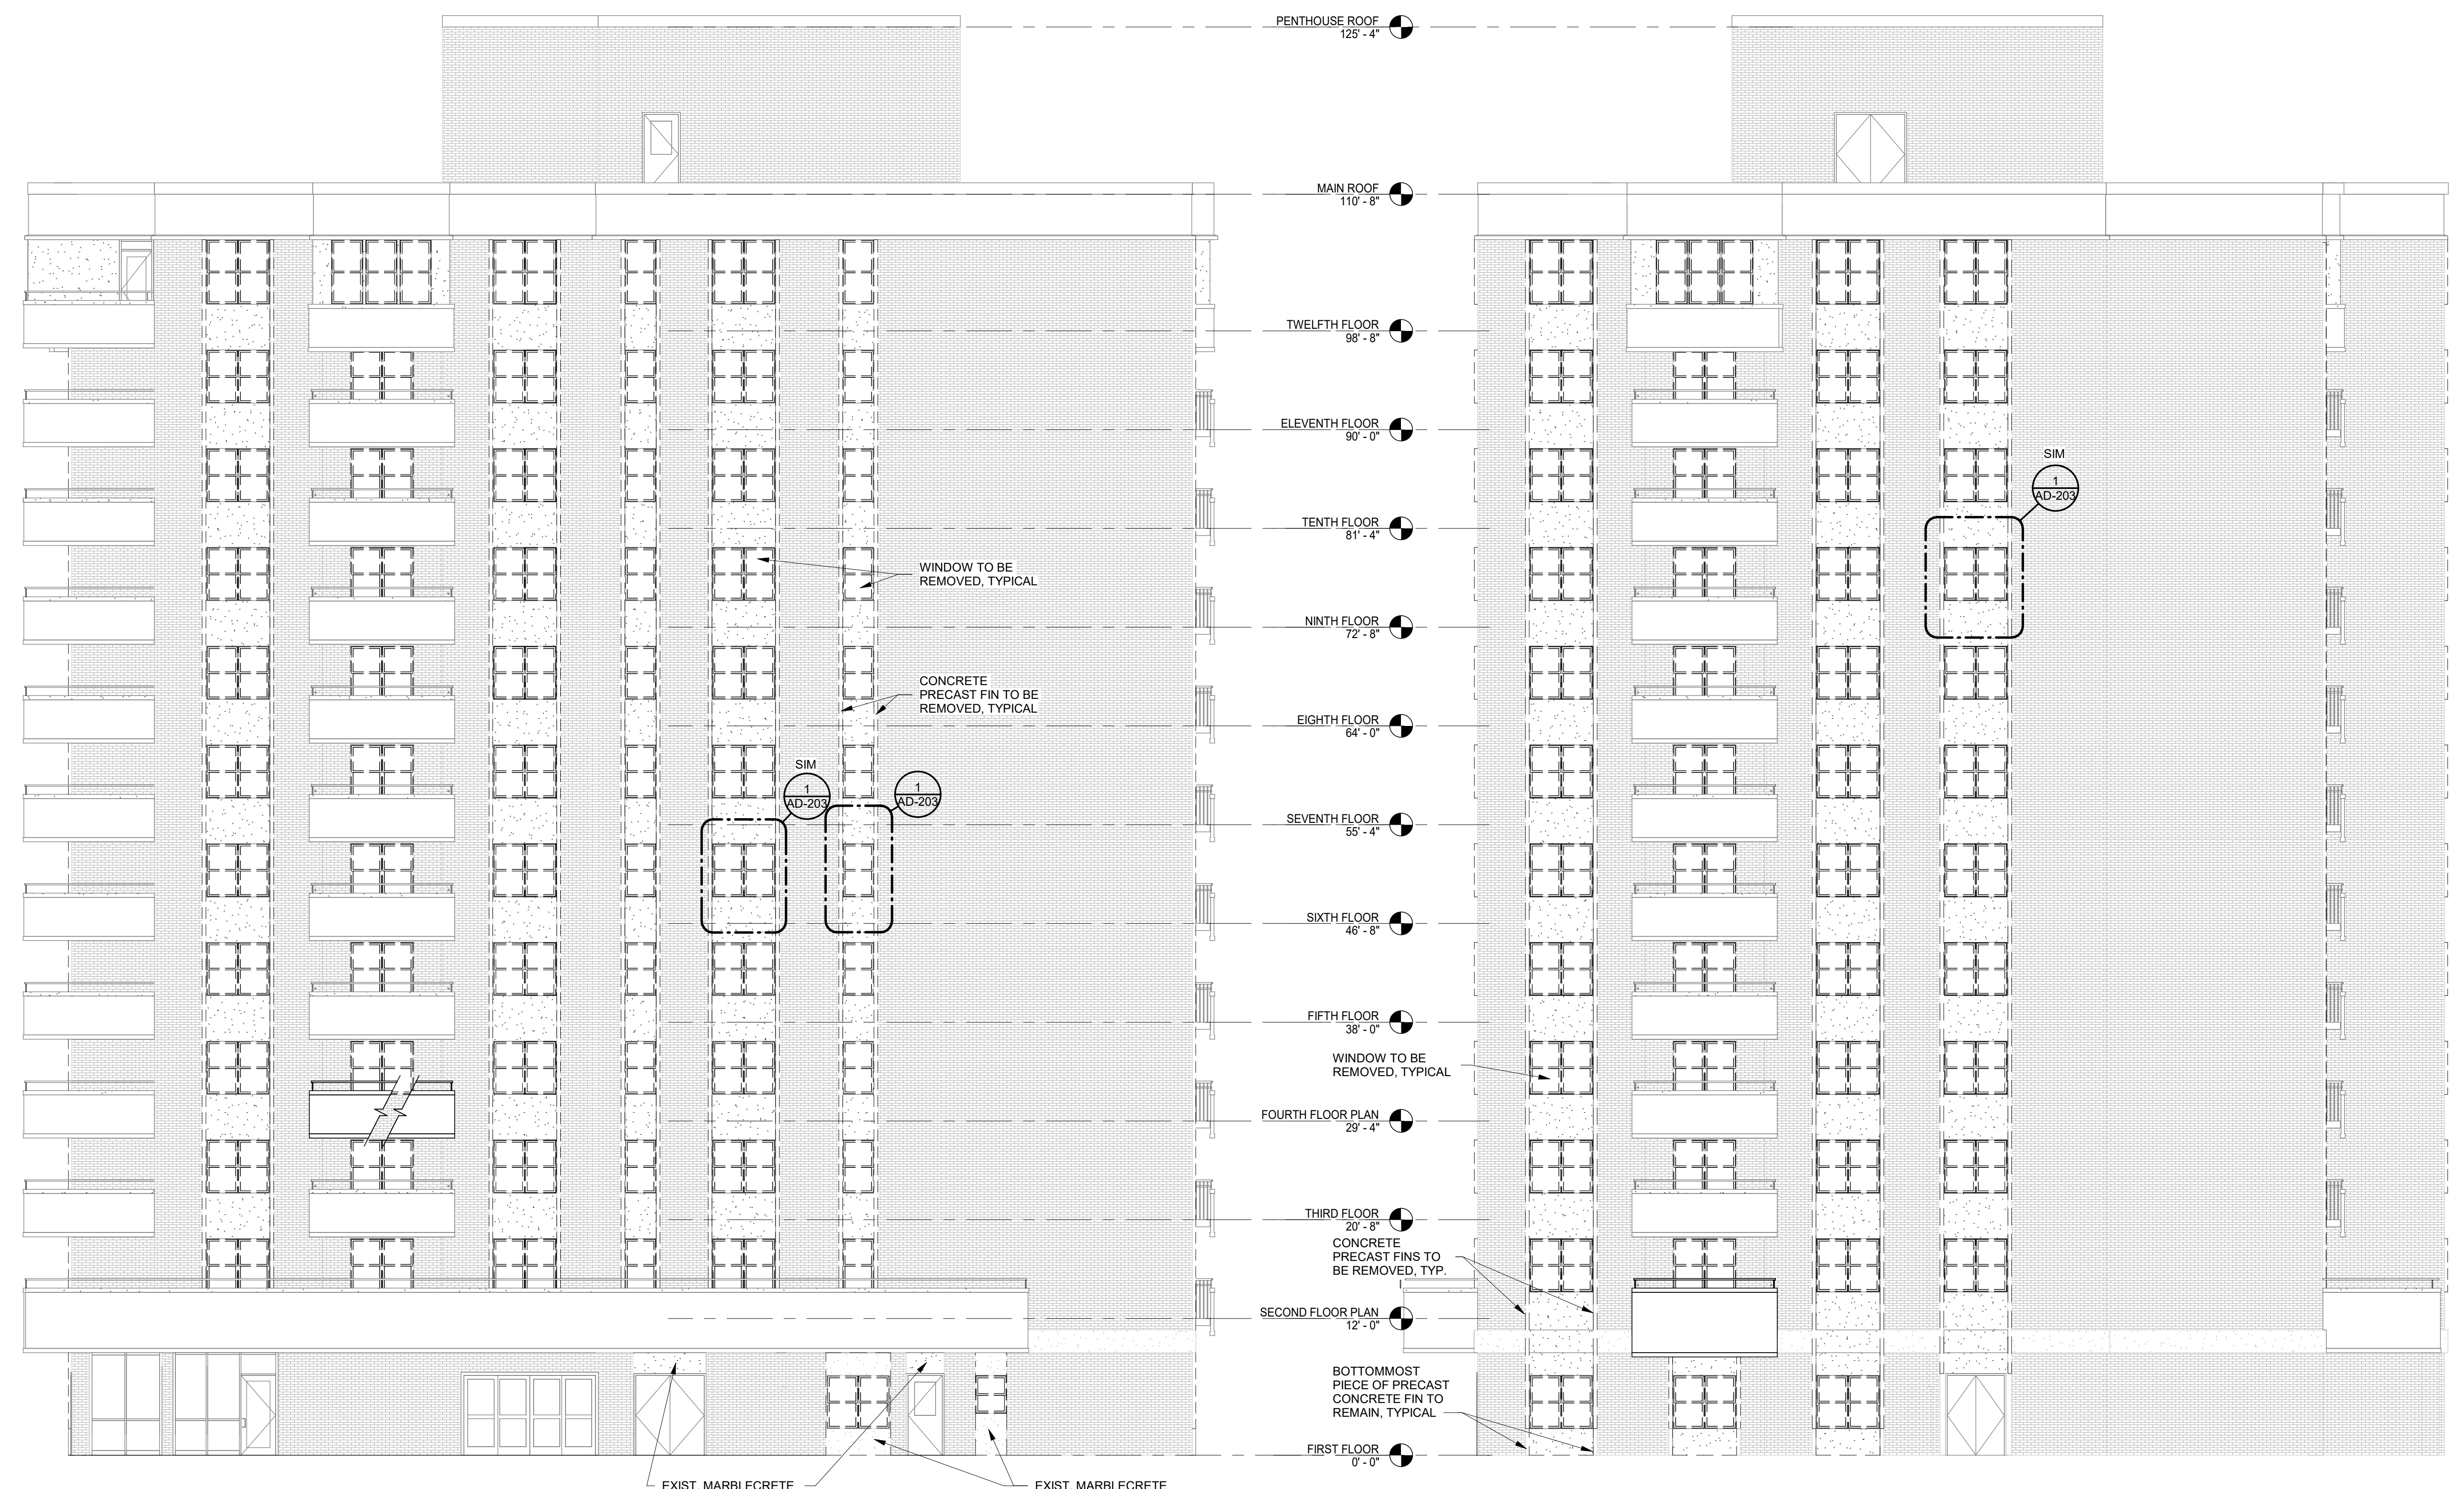 PENTHOUSE ROOF
125' - 4"
MAIN ROOF
110' - 8"
TWELFTH FLOOR
98' - 8"
ELEVENTH FLOOR
90' - 0"
SIM
1
AD-203
TENTH FLOOR
81' - 4"
WINDOW TO BE
REMOVED, TYPICAL
NINTH FLOOR
72' - 8"
CONCRETE
PRECAST FIN TO BE
REMOVED, TYPICAL
EIGHTH FLOOR
64' - 0"
SIM
1
AD-203
1
AD-203
SEVENTH FLOOR
55' - 4"
SIXTH FLOOR
46' - 8"
FIFTH FLOOR
38' - 0"
WINDOW TO BE
REMOVED, TYPICAL
FOURTH FLOOR PLAN
29' - 4"
THIRD FLOOR
20' - 8"
CONCRETE
PRECAST FINS TO
BE REMOVED, TYP.
SECOND FLOOR PLAN
12' - 0"
BOTTOMMOST
PIECE OF PRECAST
CONCRETE FIN TO
REMAIN, TYPICAL
FIRST FLOOR
0' - 0"
EXIST. MARBLECRETE
EXIST. MARBLECRETE